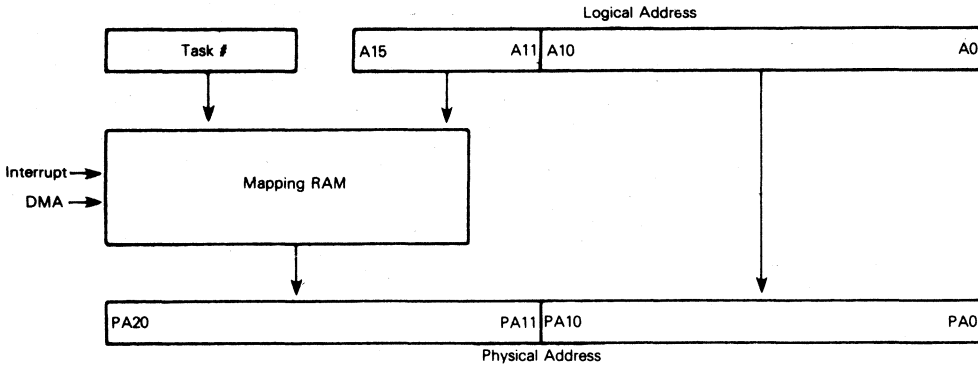 Logical Address
Task #
A15 A11 A10 A0
Interrupt
DMA
Mapping RAM
PA20 PA11 PA10 PA0
Physical Address